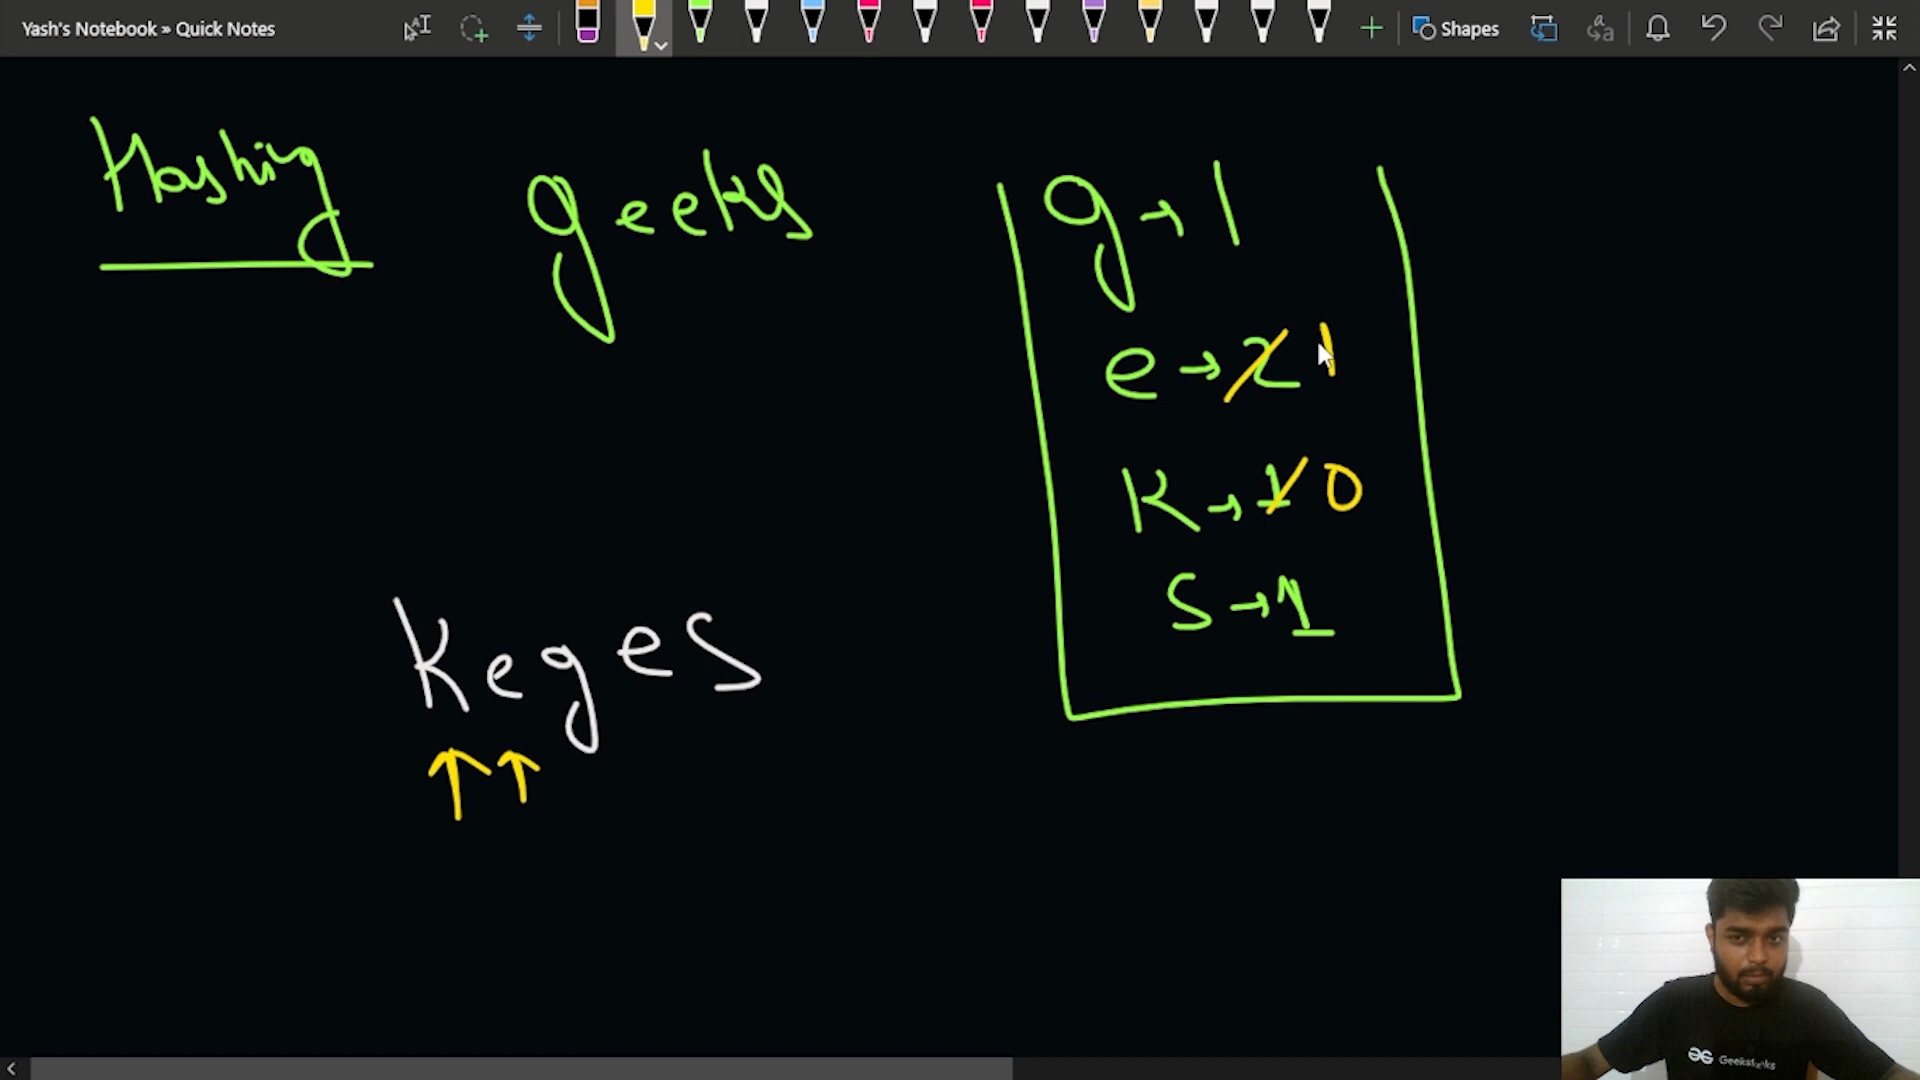 Yash's Notebook » Quick Notes
Shapes
Hashing
geeks
g → 1
e → 2 1
K → 1 0
S → 1
Keges